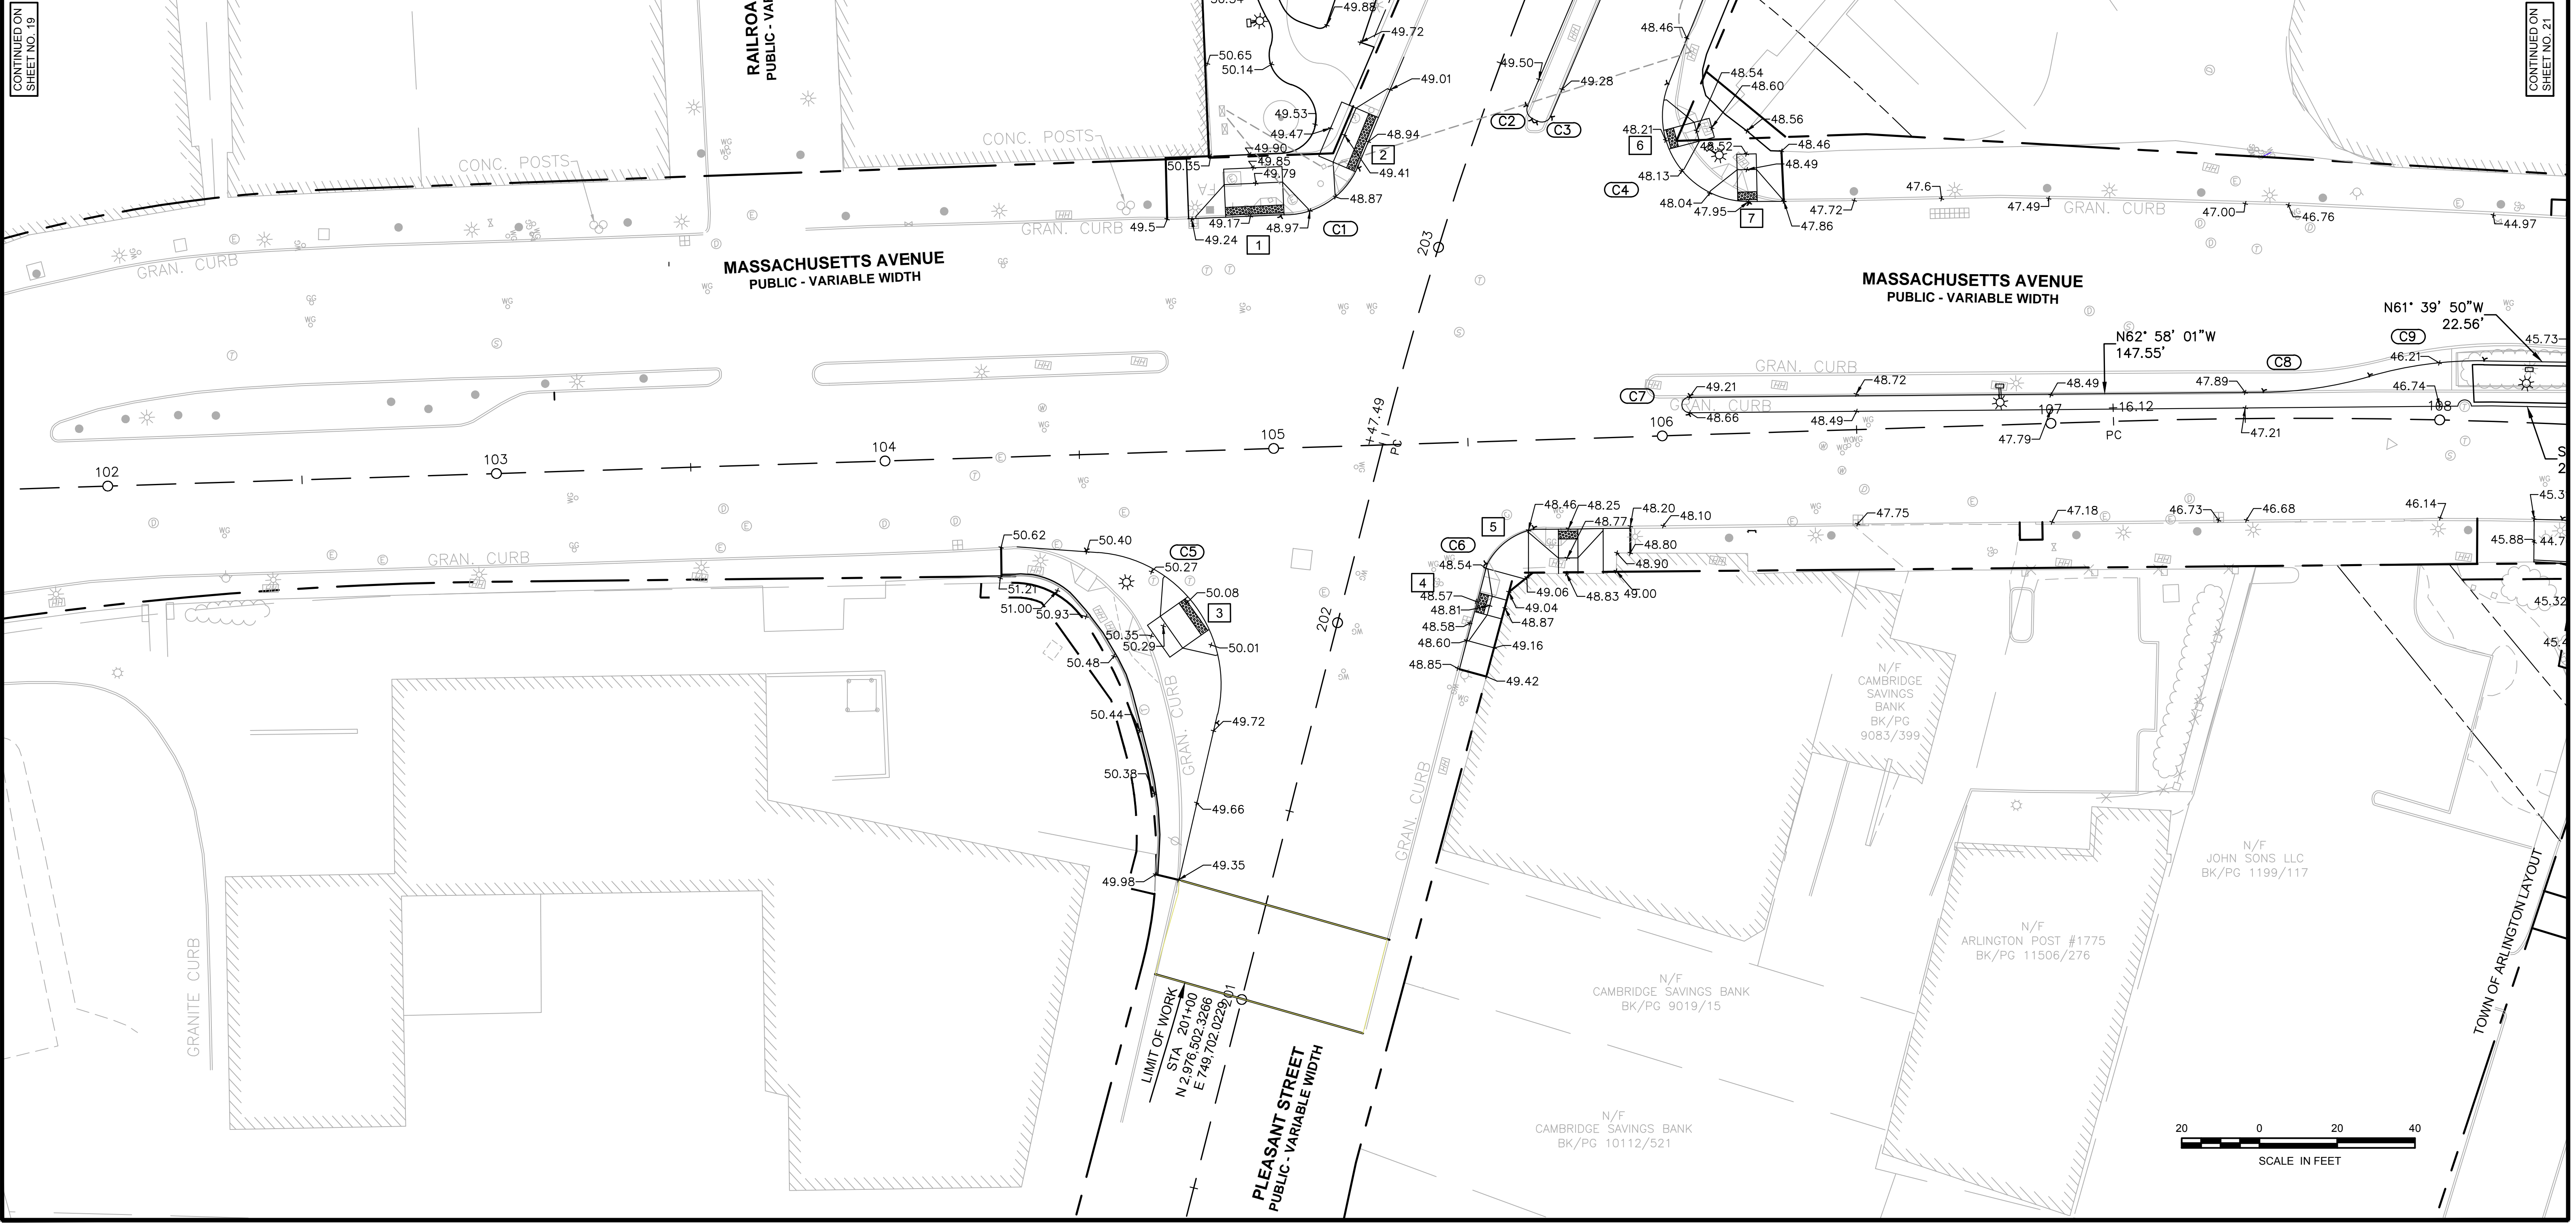 CONTINUED ON
SHEET NO. 19
RAILROA
PUBLIC - VA
50.65
50.14
49.88
49.72
49.01
49.50
49.28
48.46
48.54
48.60
48.56
48.46
48.52
48.49
48.21
6
C2
C3
C4
48.13
48.04
47.95
7
47.86
47.72
47.6
47.49
GRAN. CURB
47.00
46.76
44.97
CONTINUED ON
SHEET NO. 21
CONC. POSTS
CONC. POSTS
49.53
49.47
48.94
2
49.41
48.87
49.90
49.85
49.79
50.35
49.5
49.24
49.17
48.97
1
C1
GRAN. CURB
GRAN. CURB
203
MASSACHUSETTS AVENUE
PUBLIC - VARIABLE WIDTH
MASSACHUSETTS AVENUE
PUBLIC - VARIABLE WIDTH
N61° 39' 50"W
22.56'
N62° 58' 01"W
147.55'
C9
C8
C7
46.21
45.73
GRAN. CURB
GRAN. CURB
49.21
48.72
48.49
47.89
46.74
48.66
48.49
47.79
47.21
+16.12
PC
102
103
104
105
106
107
108
+47.49
PC
GRAN. CURB
50.62
50.40
C5
50.27
50.08
3
51.21
51.00
50.93
50.35
50.29
50.01
50.48
50.44
49.72
50.38
49.66
49.98
49.35
GRAN. CURB
202
5
C6
4
48.46
48.25
48.77
48.20
48.10
48.80
48.90
47.75
47.18
46.73
46.68
46.14
45.3
45.88
44.7
45.32
45.4
48.54
48.57
48.81
48.58
48.60
48.85
49.06
48.83
49.00
49.04
48.87
49.16
49.42
GRAN. CURB
GRANITE CURB
LIMIT OF WORK
STA 201+00
N 2,976,502.3266
E 749,702.0229
201
PLEASANT STREET
PUBLIC - VARIABLE WIDTH
N/F
CAMBRIDGE
SAVINGS
BANK
BK/PG
9083/399
N/F
JOHN SONS LLC
BK/PG 1199/117
N/F
ARLINGTON POST #1775
BK/PG 11506/276
N/F
CAMBRIDGE SAVINGS BANK
BK/PG 9019/15
N/F
CAMBRIDGE SAVINGS BANK
BK/PG 10112/521
TOWN OF ARLINGTON LAYOUT
20 0 20 40
SCALE IN FEET